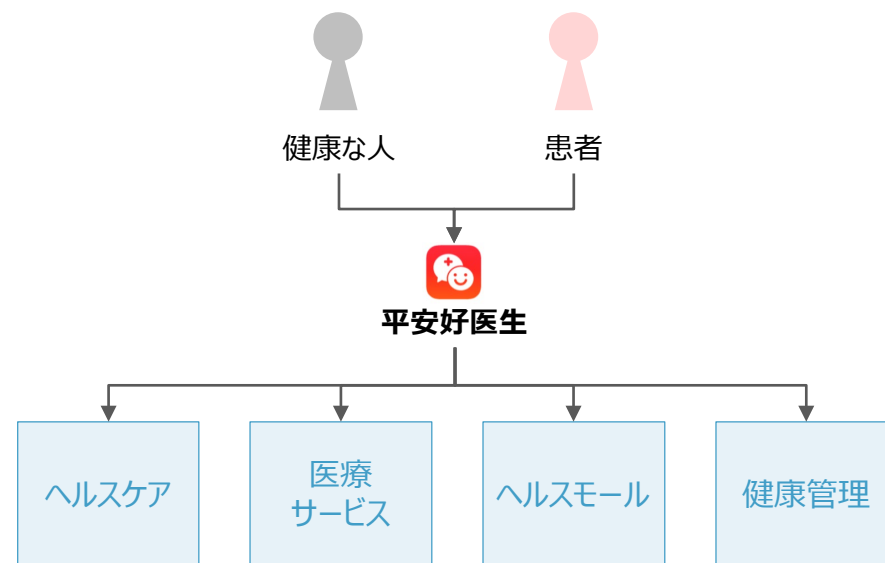 健康な人
患者
平安好医生
ヘルスケア
医療
サービス
ヘルスモール
健康管理